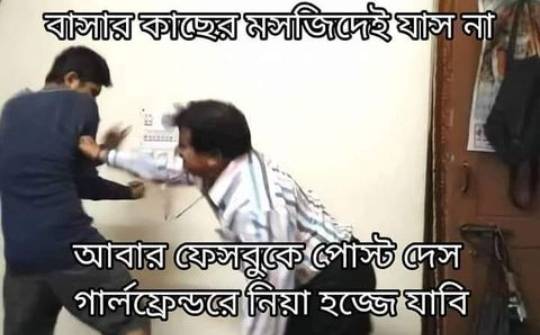 বাসার কাছের মসজিদেই যাস না
আবার ফেসবুকে পোস্ট দেস
গার্লফ্রেন্ডরে নিয়া হজ্জে যাবি